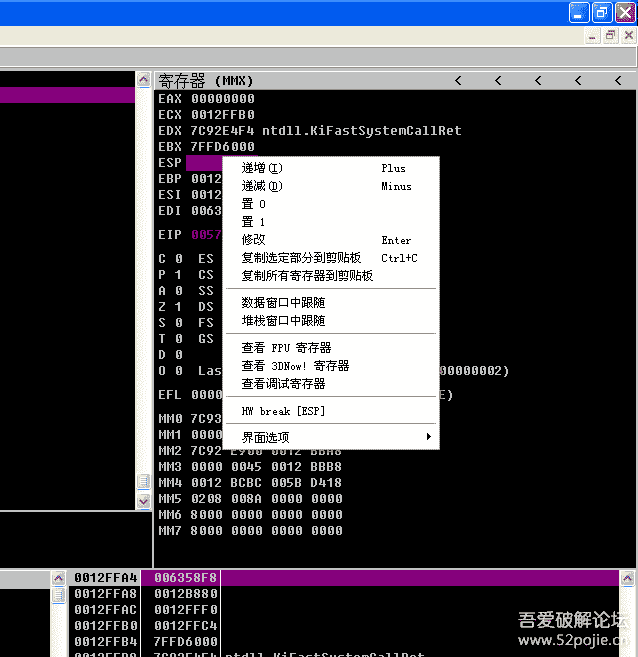 寄存器 (MMX) < < < < <
EAX 00000000
ECX 0012FFB0
EDX 7C92E4F4 ntdll.KiFastSystemCallRet
EBX 7FFD6000
ESP
EBP 0012
ESI 0012
EDI 0063
EIP 0057
C 0 ES
P 1 CS
A 0 SS
Z 1 DS
S 0 FS
T 0 GS
D 0
O 0 Las 00000002)
EFL 0000 E)
MM0 7C93
MM1 0000
MM2 7C92 E900 0012 BBA8
MM3 0000 0045 0012 BBB8
MM4 0012 BCBC 005B D418
MM5 0208 008A 0000 0000
MM6 8000 0000 0000 0000
MM7 8000 0000 0000 0000
递增(I) Plus
递减(D) Minus
置 0
置 1
修改 Enter
复制选定部分到剪贴板 Ctrl+C
复制所有寄存器到剪贴板
数据窗口中跟随
堆栈窗口中跟随
查看 FPU 寄存器
查看 3DNow! 寄存器
查看调试寄存器
HW break [ESP]
界面选项
0012FFA4 006358F8
0012FFA8 0012B880
0012FFAC 0012FFF0
0012FFB0 0012FFC4
0012FFB4 7FFD6000
0012FFB8 7C92E4F4 ntdll.KiFastSystemCallRet
吾爱破解论坛
www.52pojie.cn